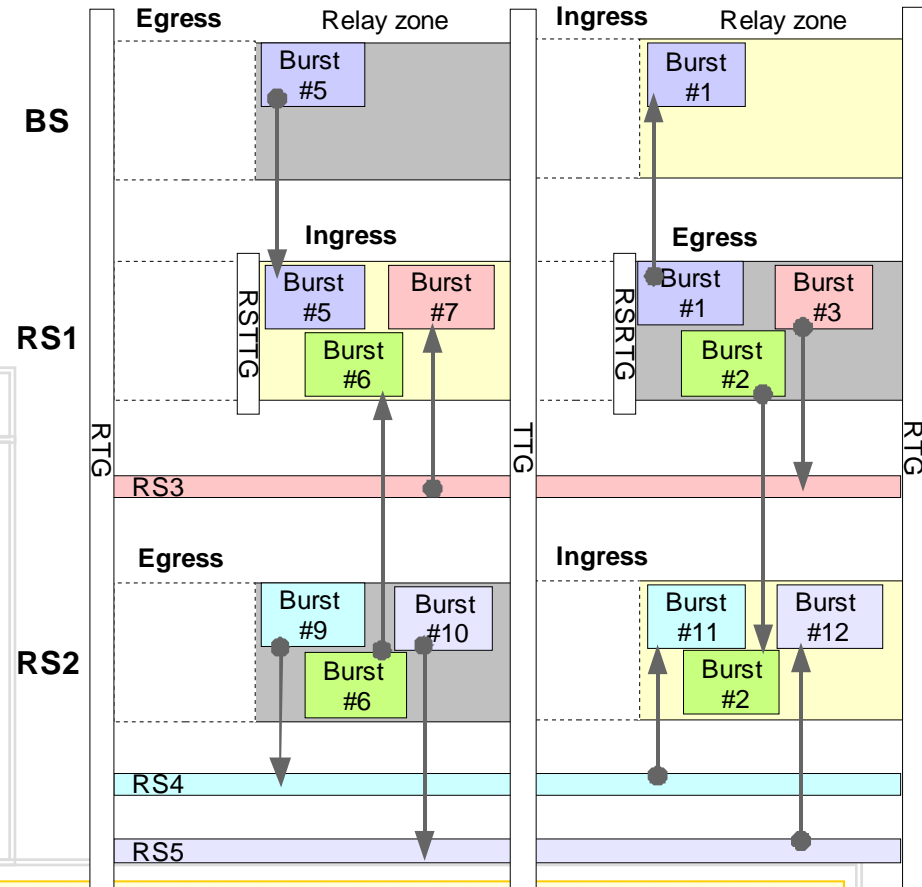 Egress
Relay zone
Ingress
Relay zone
BS
Burst
#5
Burst
#1
Ingress
Egress
RS1
RSTTG
Burst
#5
Burst
#7
Burst
#6
RSRTG
Burst
#1
Burst
#3
Burst
#2
RTG
TTG
RTG
RS3
Egress
Ingress
RS2
Burst
#9
Burst
#10
Burst
#6
Burst
#11
Burst
#12
Burst
#2
RS4
RS5